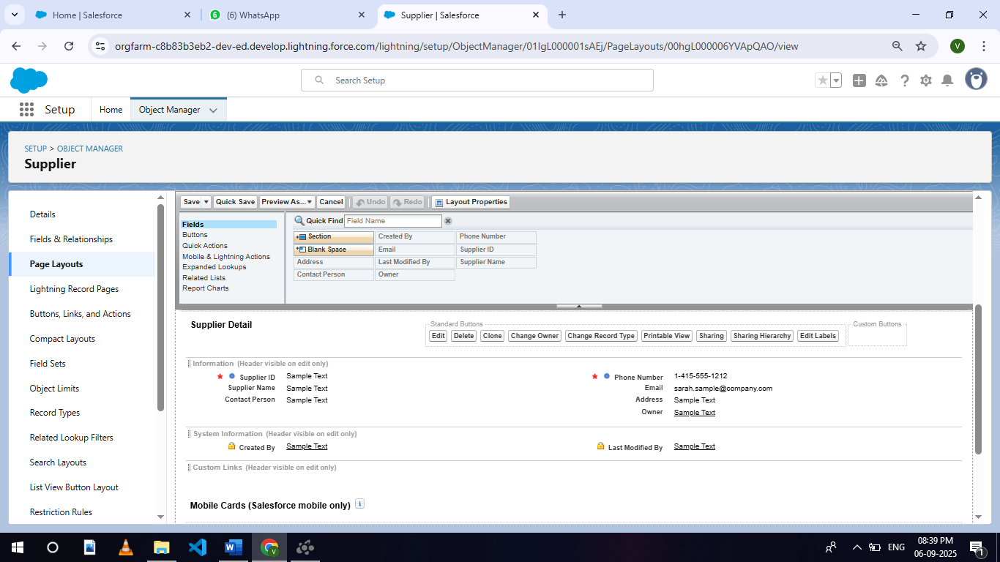 Home | Salesforce
6 (6) WhatsApp
Supplier | Salesforce
orgfarm-c8b83b3eb2-dev-ed.develop.lightning.force.com/lightning/setup/ObjectManager/01IgL000001sAEj/PageLayouts/00hgL000006YVApQAO/view
V
Search Setup
Setup
Home
Object Manager
SETUP > OBJECT MANAGER
Supplier
Details
Fields & Relationships
Page Layouts
Lightning Record Pages
Buttons, Links, and Actions
Compact Layouts
Field Sets
Object Limits
Record Types
Related Lookup Filters
Search Layouts
List View Button Layout
Restriction Rules
Save Quick Save Preview As... Cancel Undo Redo Layout Properties
Fields
Buttons
Quick Actions
Mobile & Lightning Actions
Expanded Lookups
Related Lists
Report Charts
Quick Find Field Name
Section Created By Phone Number
Blank Space Email Supplier ID
Address Last Modified By Supplier Name
Contact Person Owner
Supplier Detail
Standard Buttons
Edit Delete Clone Change Owner Change Record Type Printable View Sharing Sharing Hierarchy Edit Labels
Custom Buttons
Information (Header visible on edit only)
* Supplier ID Sample Text
Supplier Name Sample Text
Contact Person Sample Text
* Phone Number 1-415-555-1212
Email sarah.sample@company.com
Address Sample Text
Owner Sample Text
System Information (Header visible on edit only)
Created By Sample Text
Last Modified By Sample Text
Custom Links (Header visible on edit only)
Mobile Cards (Salesforce mobile only) i
ENG
08:39 PM
06-09-2025
1